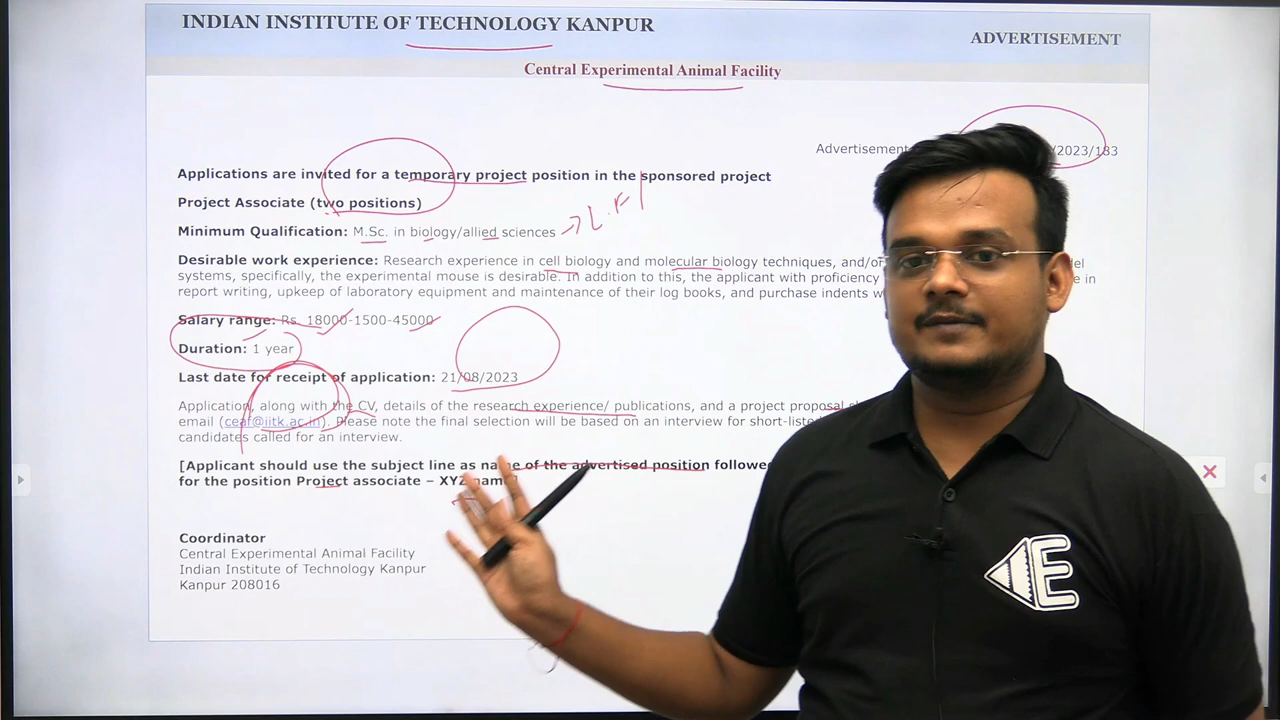 INDIAN INSTITUTE OF TECHNOLOGY KANPUR
ADVERTISEMENT
Central Experimental Animal Facility
Advertisement /2023/183
Applications are invited for a temporary project position in the sponsored project
Project Associate (two positions)
Minimum Qualification: M.Sc. in biology/allied sciences
Desirable work experience: Research experience in cell biology and molecular biology techniques, and/or
systems, specifically, the experimental mouse is desirable. In addition to this, the applicant with proficiency in
report writing, upkeep of laboratory equipment and maintenance of their log books, and purchase indents
Salary range: Rs. 18000-1500-45000
Duration: 1 year
Last date for receipt of application: 21/08/2023
Application, along with the CV, details of the research experience/ publications, and a project proposal
email (ceaf@iitk.ac.in). Please note the final selection will be based on an interview for short-listed
candidates called for an interview.
[Applicant should use the subject line as name of the advertised position followed
for the position Project associate – XYZ name]
Coordinator
Central Experimental Animal Facility
Indian Institute of Technology Kanpur
Kanpur 208016
E